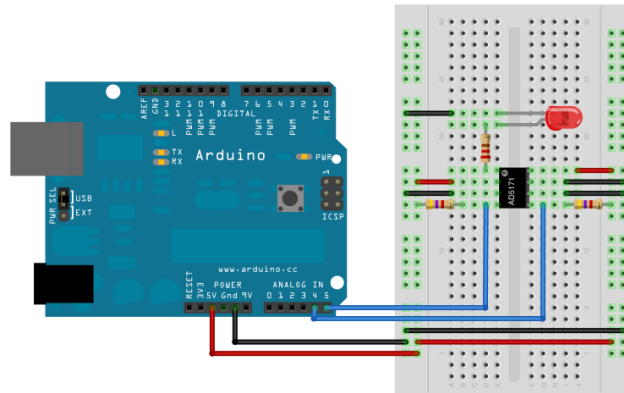 AREF
GND
13
12
11
10
9
8
7
6
5
4
3
2
1
0
PWM
PWM
PWM
PWM
PWM
PWM
DIGITAL
TX
RX
L
TX
RX
Arduino
PWR
1
ICSP
PWR SEL
USB
EXT
www.arduino.cc
POWER
ANALOG IN
RESET
3V3
5V
Gnd
9V
0
1
2
3
4
5
AD5171